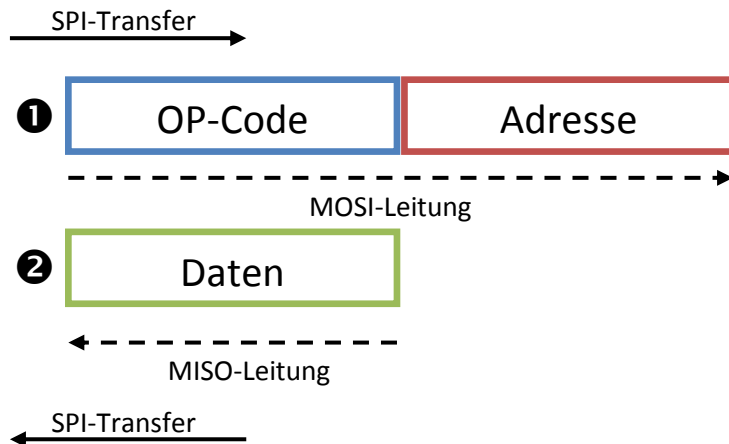 SPI-Transfer
❶ OP-Code Adresse
MOSI-Leitung
❷ Daten
MISO-Leitung
SPI-Transfer